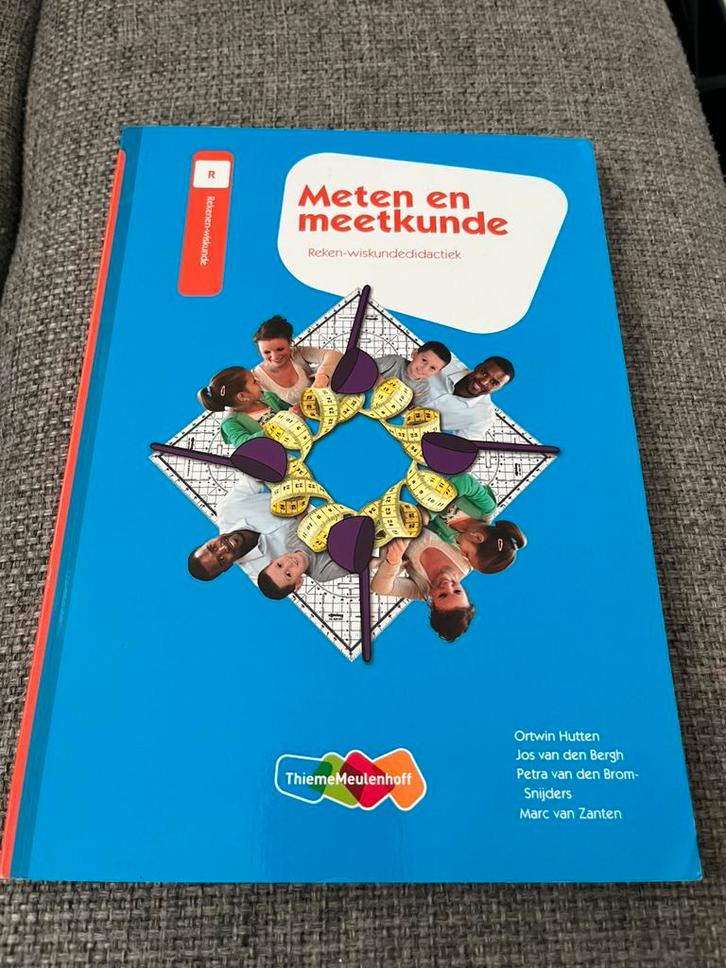 R
Rekenen-wiskunde
Meten en
meetkunde
Reken-wiskundedidactiek
ThiemeMeulenhoff
Ortwin Hutten
Jos van den Bergh
Petra van den Brom-
Snijders
Marc van Zanten